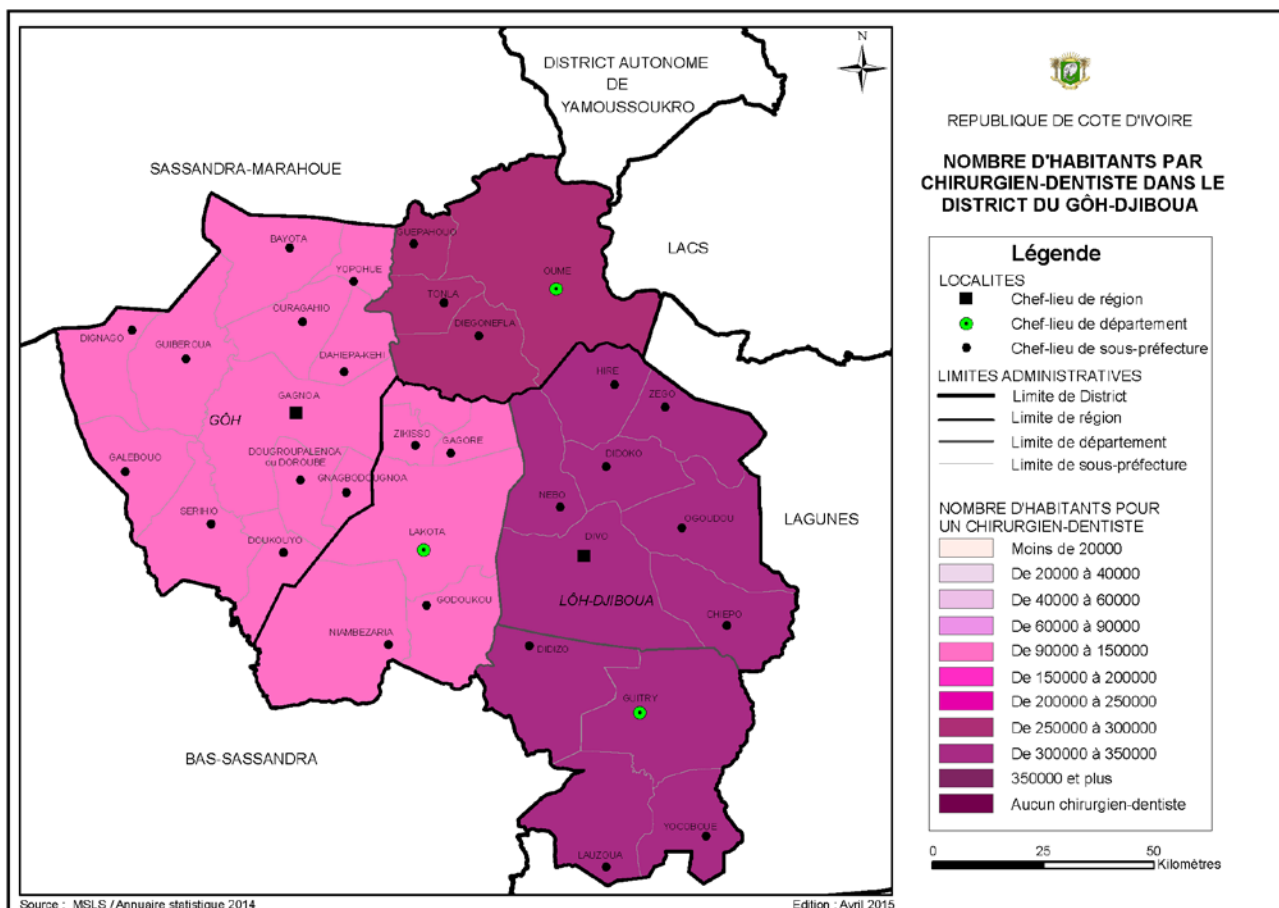 N
DISTRICT AUTONOME
DE
YAMOUSSOUKRO
SASSANDRA-MARAHOUE
LACS
GUEPAHOUO
BAYOTA
OUME
YOPOHUE
TONLA
OURAGAHIO
DIGNAGO
DIEGONEFLA
GUIBEROUA
DAHIEPA-KEHI
HIRE
ZEGO
GAGNOA
GÔH
ZIKISSO
GAGORE
DOUGROUPALENOA
ou DOROUBE
GALEBOUO
DIDOKO
GNAGBODOUGNOA
NEBO
SERIHIO
OGOUDOU
LAGUNES
LAKOTA
DIVO
DOUKOUYO
LÔH-DJIBOUA
GODOUKOU
CHIEPO
NIAMBEZARIA
DIDIZO
GUITRY
BAS-SASSANDRA
YOCOBOUE
LAUZOUA
REPUBLIQUE DE COTE D'IVOIRE
NOMBRE D'HABITANTS PAR
CHIRURGIEN-DENTISTE DANS LE
DISTRICT DU GÔH-DJIBOUA
Légende
LOCALITES
Chef-lieu de région
Chef-lieu de département
Chef-lieu de sous-préfecture
LIMITES ADMINISTRATIVES
Limite de District
Limite de région
Limite de département
Limite de sous-préfecture
NOMBRE D'HABITANTS POUR
UN CHIRURGIEN-DENTISTE
Moins de 20000
De 20000 à 40000
De 40000 à 60000
De 60000 à 90000
De 90000 à 150000
De 150000 à 200000
De 200000 à 250000
De 250000 à 300000
De 300000 à 350000
350000 et plus
Aucun chirurgien-dentiste
0 25 50
Kilomètres
Source : MSLS / Annuaire statistique 2014
Edition : Avril 2015